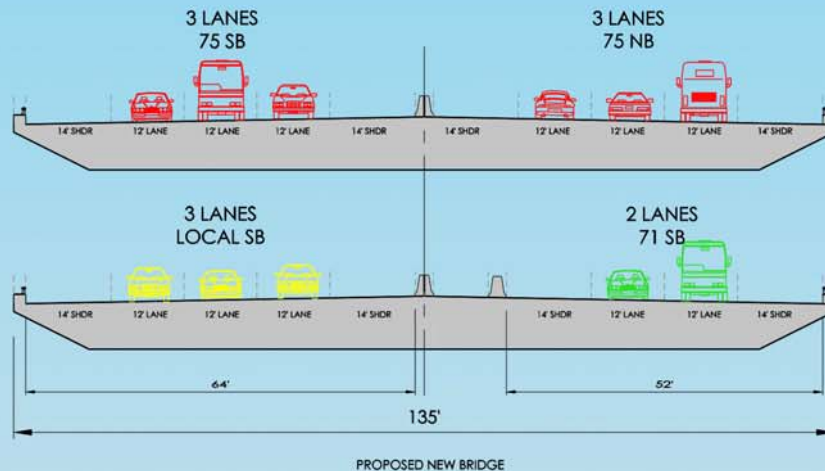 3 LANES
75 SB
3 LANES
75 NB
14' SHDR 12' LANE 12' LANE 12' LANE 14' SHDR 14' SHDR 12' LANE 12' LANE 12' LANE 14' SHDR
3 LANES
LOCAL SB
2 LANES
71 SB
14' SHDR 12' LANE 12' LANE 12' LANE 14' SHDR 14' SHDR 12' LANE 12' LANE 14' SHDR
64' 52'
135'
PROPOSED NEW BRIDGE